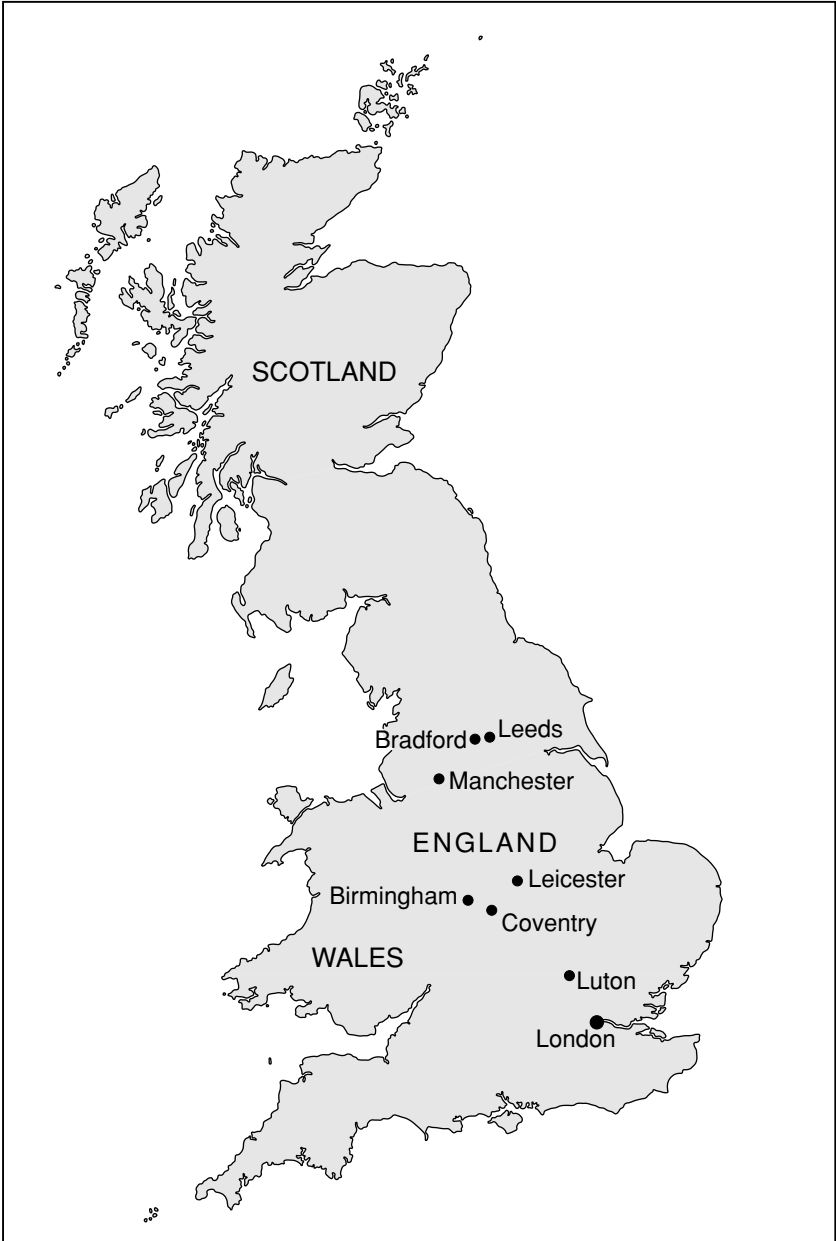 SCOTLAND
Leeds
Bradford
Manchester
ENGLAND
Leicester
Birmingham
Coventry
WALES
Luton
London